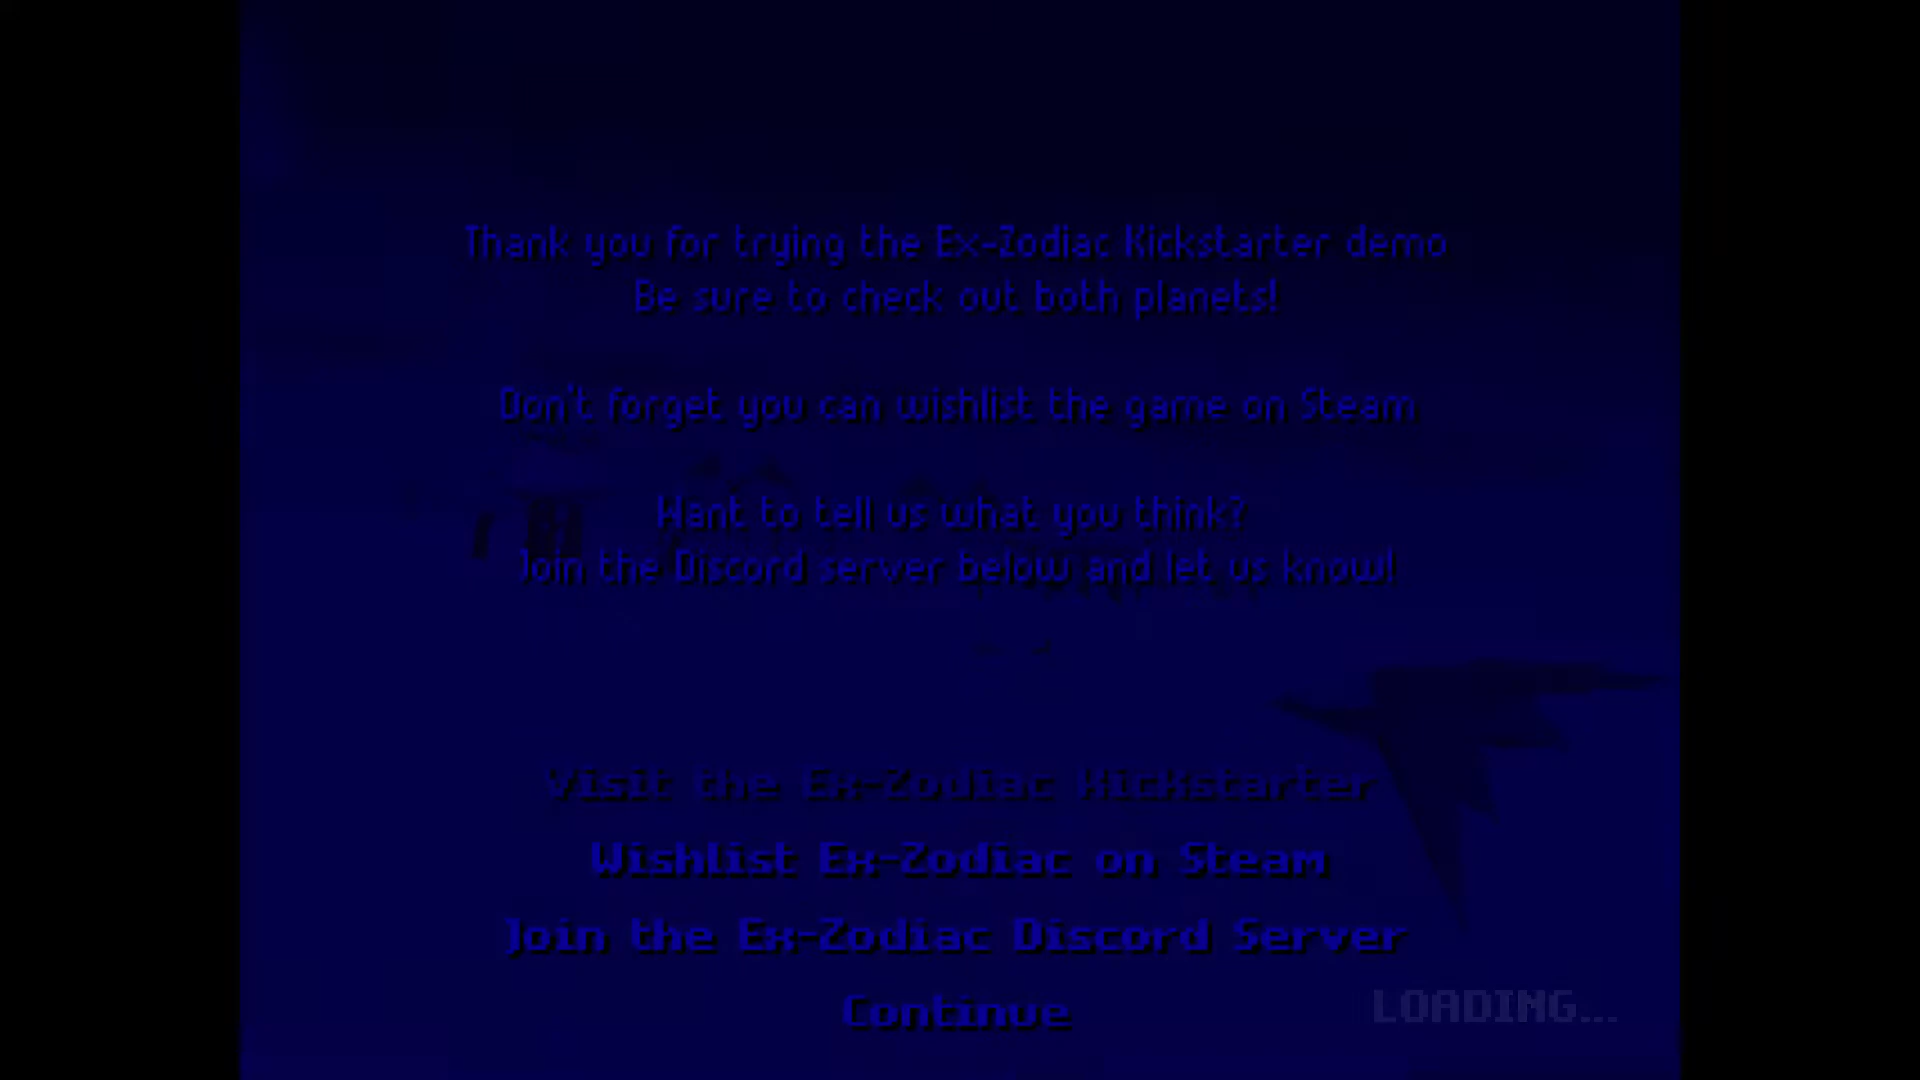 Thank you for trying the Ex-Zodiac Kickstarter demo
Be sure to check out both planets!
Don't forget you can wishlist the game on Steam
Want to tell us what you think?
Join the Discord server below and let us know!
Visit the Ex-Zodiac Kickstarter
Wishlist Ex-Zodiac on Steam
Join the Ex-Zodiac Discord Server
Continue
LOADING...